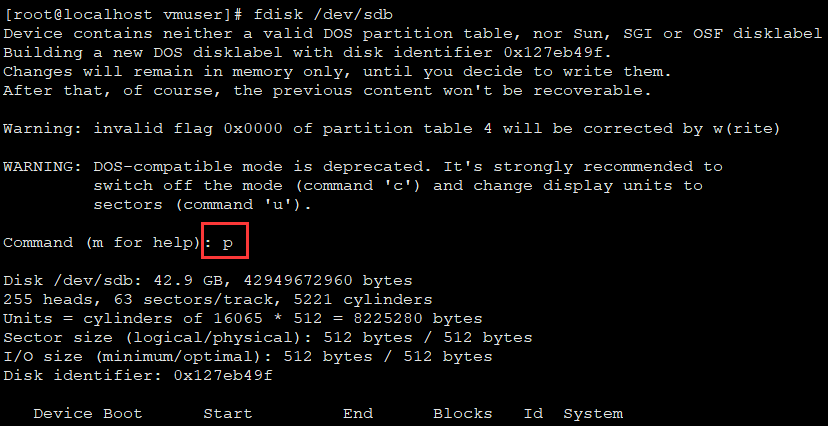 [root@localhost vmuser]# fdisk /dev/sdb
Device contains neither a valid DOS partition table, nor Sun, SGI or OSF disklabel
Building a new DOS disklabel with disk identifier 0x127eb49f.
Changes will remain in memory only, until you decide to write them.
After that, of course, the previous content won't be recoverable.
Warning: invalid flag 0x0000 of partition table 4 will be corrected by w(rite)
WARNING: DOS-compatible mode is deprecated. It's strongly recommended to
switch off the mode (command 'c') and change display units to
sectors (command 'u').
Command (m for help): p
Disk /dev/sdb: 42.9 GB, 42949672960 bytes
255 heads, 63 sectors/track, 5221 cylinders
Units = cylinders of 16065 * 512 = 8225280 bytes
Sector size (logical/physical): 512 bytes / 512 bytes
I/O size (minimum/optimal): 512 bytes / 512 bytes
Disk identifier: 0x127eb49f
Device Boot Start End Blocks Id System